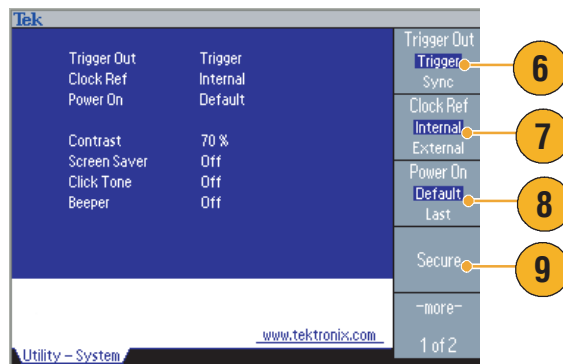 Tek
Trigger Out Trigger
Clock Ref Internal
Power On Default
Contrast 70 %
Screen Saver Off
Click Tone Off
Beeper Off
www.tektronix.com
Utility – System
Trigger Out
Trigger
Sync
Clock Ref
Internal
External
Power On
Default
Last
Secure
-more-
1 of 2
6
7
8
9